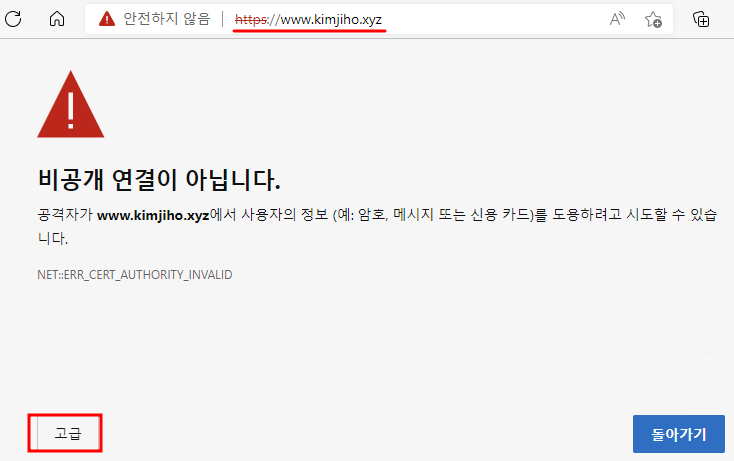 안전하지 않음 | https://www.kimjiho.xyz
비공개 연결이 아닙니다.
공격자가 www.kimjiho.xyz에서 사용자의 정보 (예: 암호, 메시지 또는 신용 카드)를 도용하려고 시도할 수 있습
니다.
NET::ERR_CERT_AUTHORITY_INVALID
고급
돌아가기